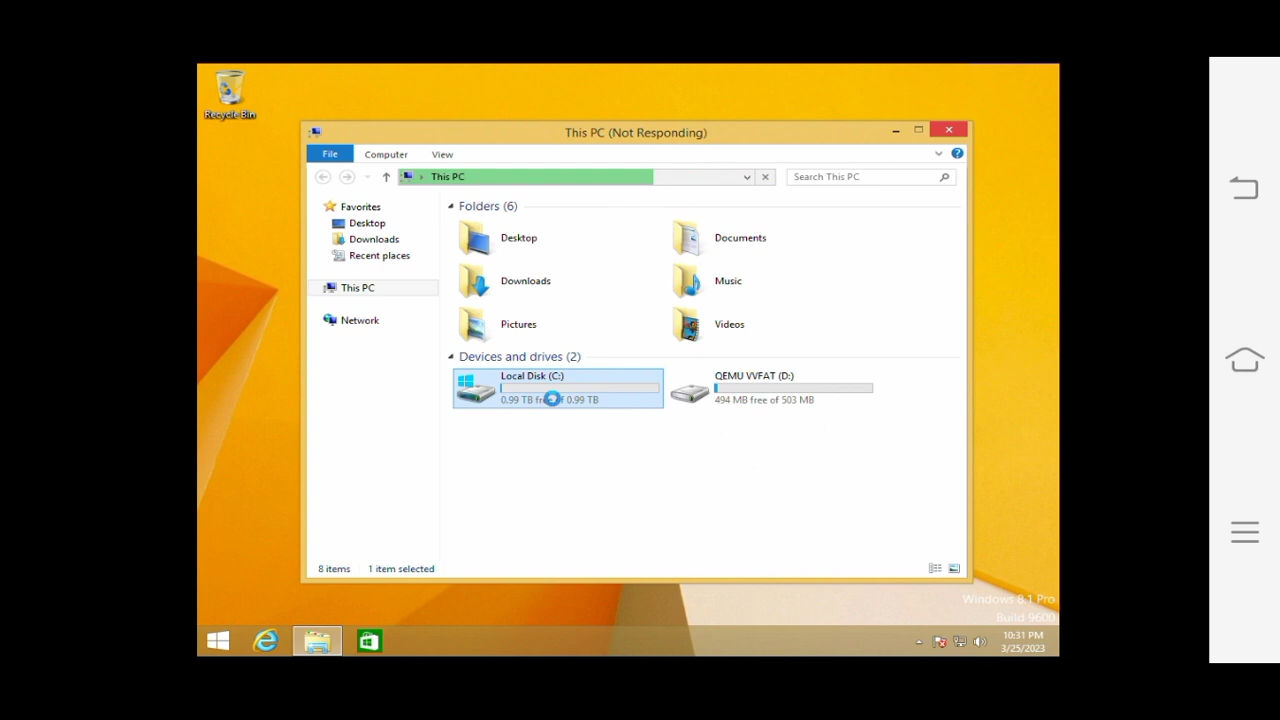 Recycle Bin
This PC (Not Responding)
File Computer View
This PC
Search This PC
Favorites
Desktop
Downloads
Recent places
This PC
Network
Folders (6)
Desktop
Documents
Downloads
Music
Pictures
Videos
Devices and drives (2)
Local Disk (C:)
0.99 TB free of 0.99 TB
QEMU VVFAT (D:)
494 MB free of 503 MB
8 items 1 item selected
Windows 8.1 Pro
Build 9600
10:31 PM
3/25/2023